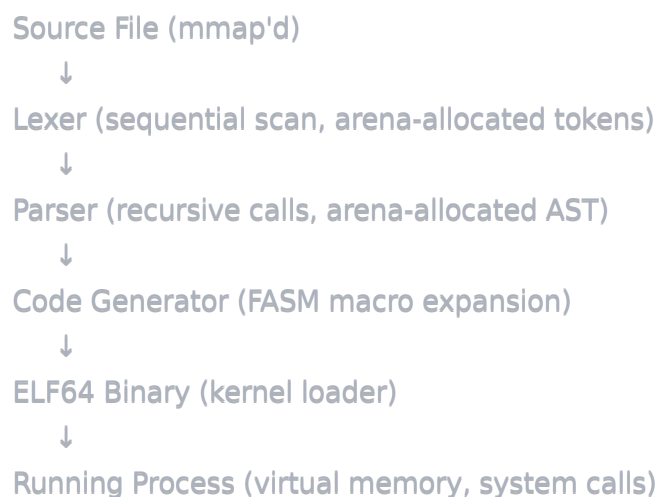 Source File (mmap'd)
↓
Lexer (sequential scan, arena-allocated tokens)
↓
Parser (recursive calls, arena-allocated AST)
↓
Code Generator (FASM macro expansion)
↓
ELF64 Binary (kernel loader)
↓
Running Process (virtual memory, system calls)